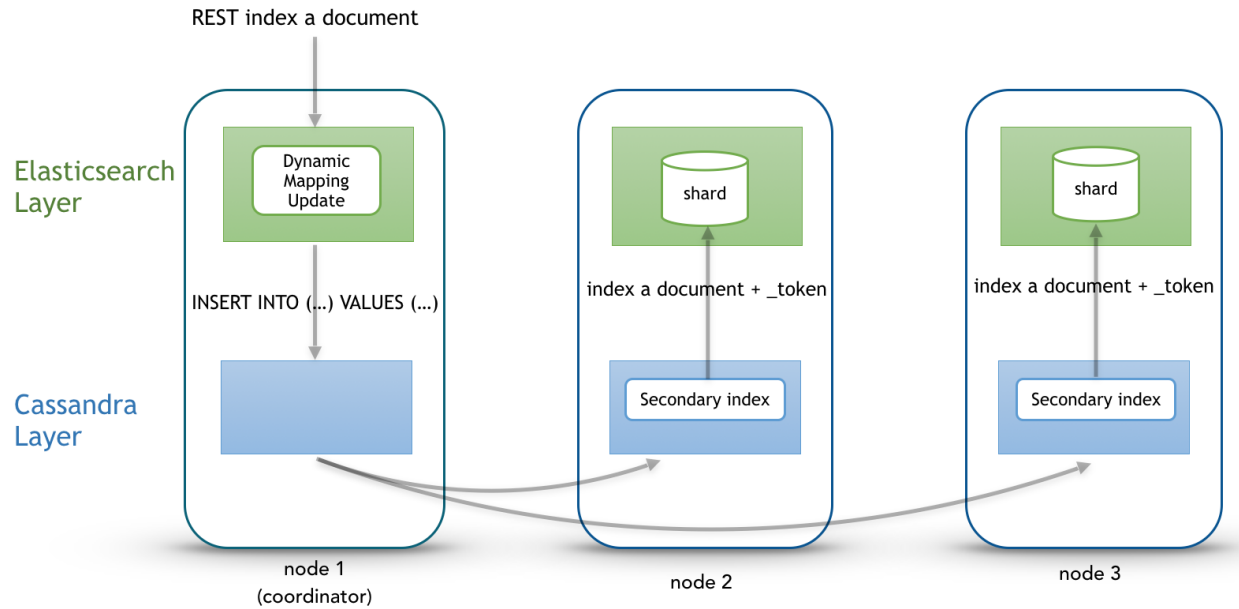 REST index a document
Elasticsearch
Layer
Dynamic
Mapping
Update
shard
shard
INSERT INTO (...) VALUES (...)
index a document + _token
index a document + _token
Cassandra
Layer
Secondary index
Secondary index
node 1
(coordinator)
node 2
node 3